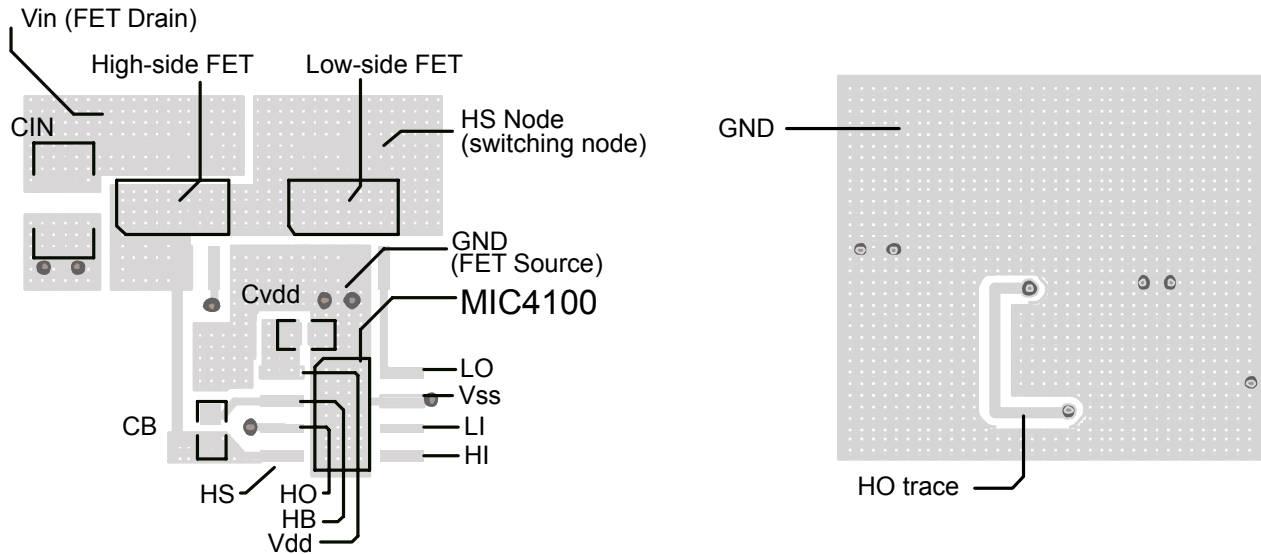 Vin (FET Drain)
High-side FET
Low-side FET
CIN
HS Node
(switching node)
GND
(FET Source)
Cvdd
MIC4100
LO
Vss
CB
LI
HI
HS
HO
HB
Vdd
GND
HO trace